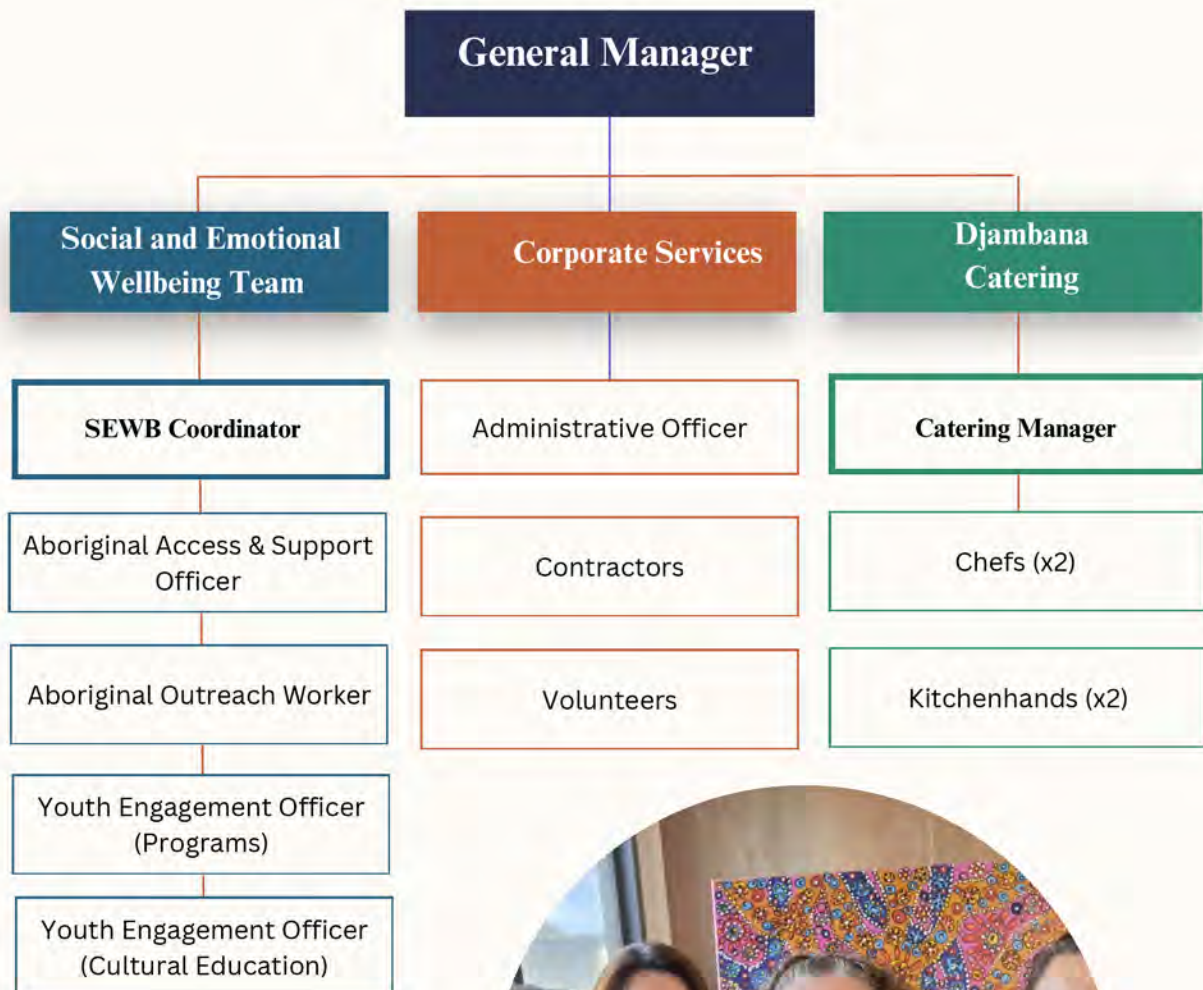 General Manager
Social and Emotional
Wellbeing Team
Corporate Services
Djambana
Catering
SEWB Coordinator
Administrative Officer
Catering Manager
Aboriginal Access & Support
Officer
Contractors
Chefs (x2)
Aboriginal Outreach Worker
Volunteers
Kitchenhands (x2)
Youth Engagement Officer
(Programs)
Youth Engagement Officer
(Cultural Education)